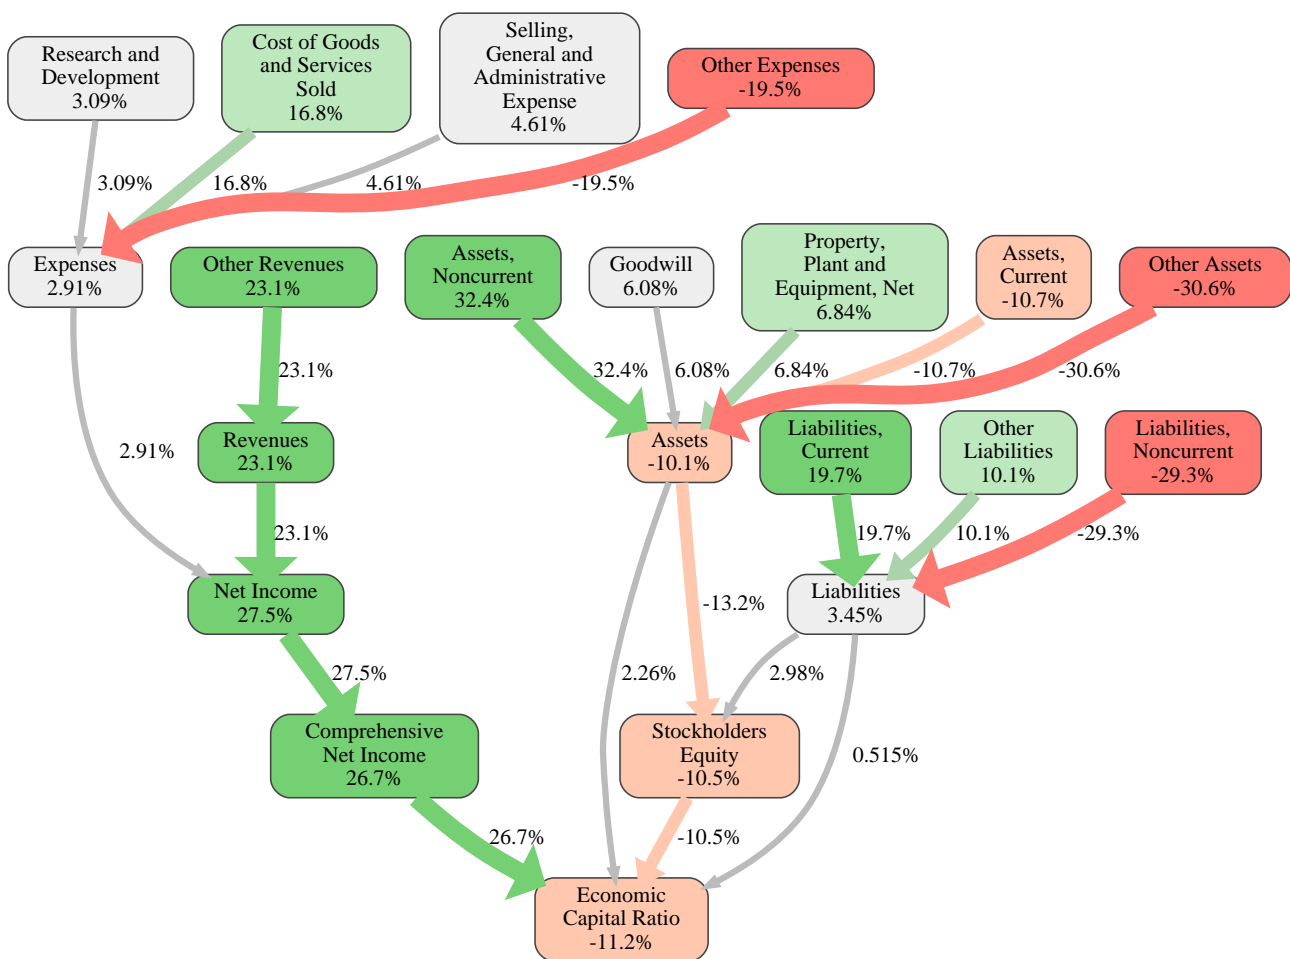 Research and
Development
3.09%
Cost of Goods
and Services
Sold
16.8%
Selling,
General and
Administrative
Expense
4.61%
Other Expenses
-19.5%
3.09%
16.8%
4.61%
-19.5%
Expenses
2.91%
Other Revenues
23.1%
Assets,
Noncurrent
32.4%
Goodwill
6.08%
Property,
Plant and
Equipment, Net
6.84%
Assets,
Current
-10.7%
Other Assets
-30.6%
23.1%
32.4%
6.08%
6.84%
-10.7%
-30.6%
2.91%
Revenues
23.1%
Assets
-10.1%
Liabilities,
Current
19.7%
Other
Liabilities
10.1%
Liabilities,
Noncurrent
-29.3%
23.1%
19.7%
10.1%
-29.3%
Net Income
27.5%
-13.2%
Liabilities
3.45%
27.5%
2.26%
2.98%
Comprehensive
Net Income
26.7%
Stockholders
Equity
-10.5%
0.515%
26.7%
-10.5%
Economic
Capital Ratio
-11.2%